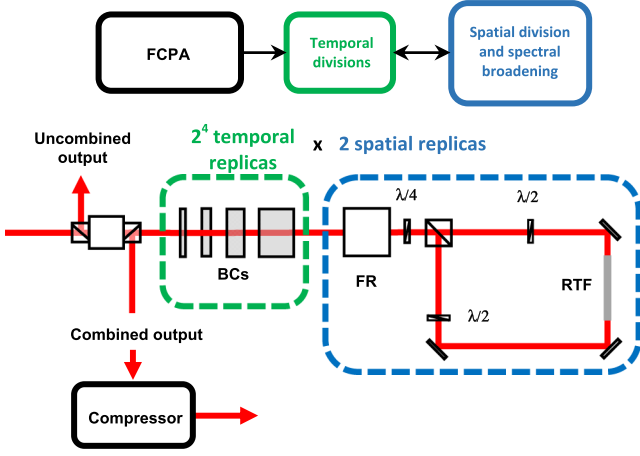 FCPA
Temporal
divisions
Spatial division
and spectral
broadening
Uncombined
output
2⁴ temporal
replicas
x 2 spatial replicas
λ/4
λ/2
BCs
FR
RTF
λ/2
Combined output
Compressor